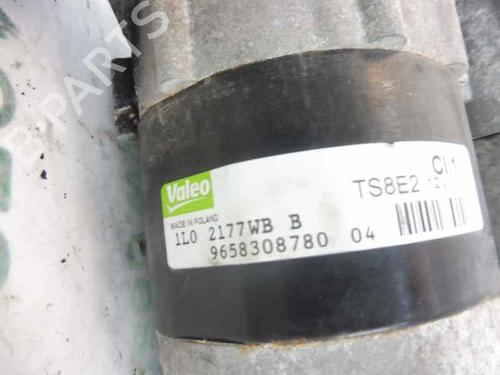 B-PARTS
Valeo
MADE IN POLAND
TS8E2
1L0 2177WB B
9658308780 04